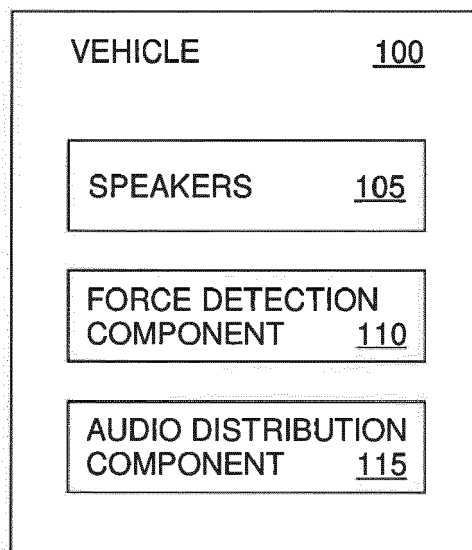 VEHICLE 100
SPEAKERS 105
FORCE DETECTION
COMPONENT 110
AUDIO DISTRIBUTION
COMPONENT 115